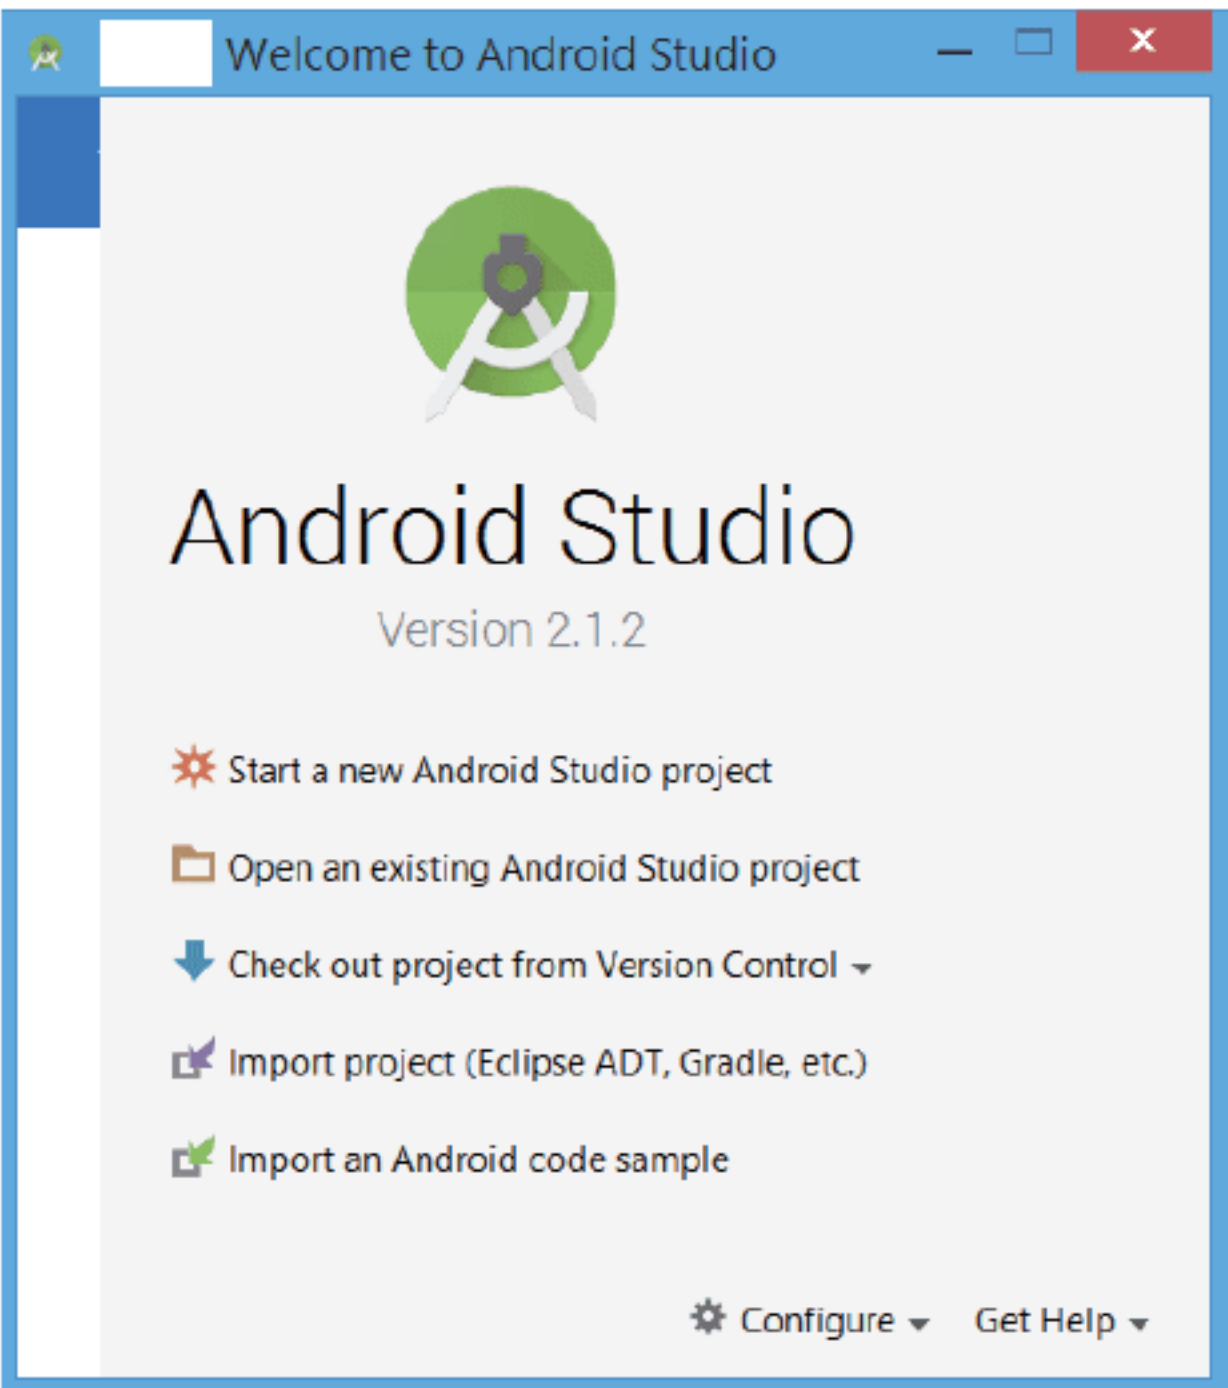 Welcome to Android Studio
Android Studio
Version 2.1.2
Start a new Android Studio project
Open an existing Android Studio project
Check out project from Version Control
Import project (Eclipse ADT, Gradle, etc.)
Import an Android code sample
Configure Get Help